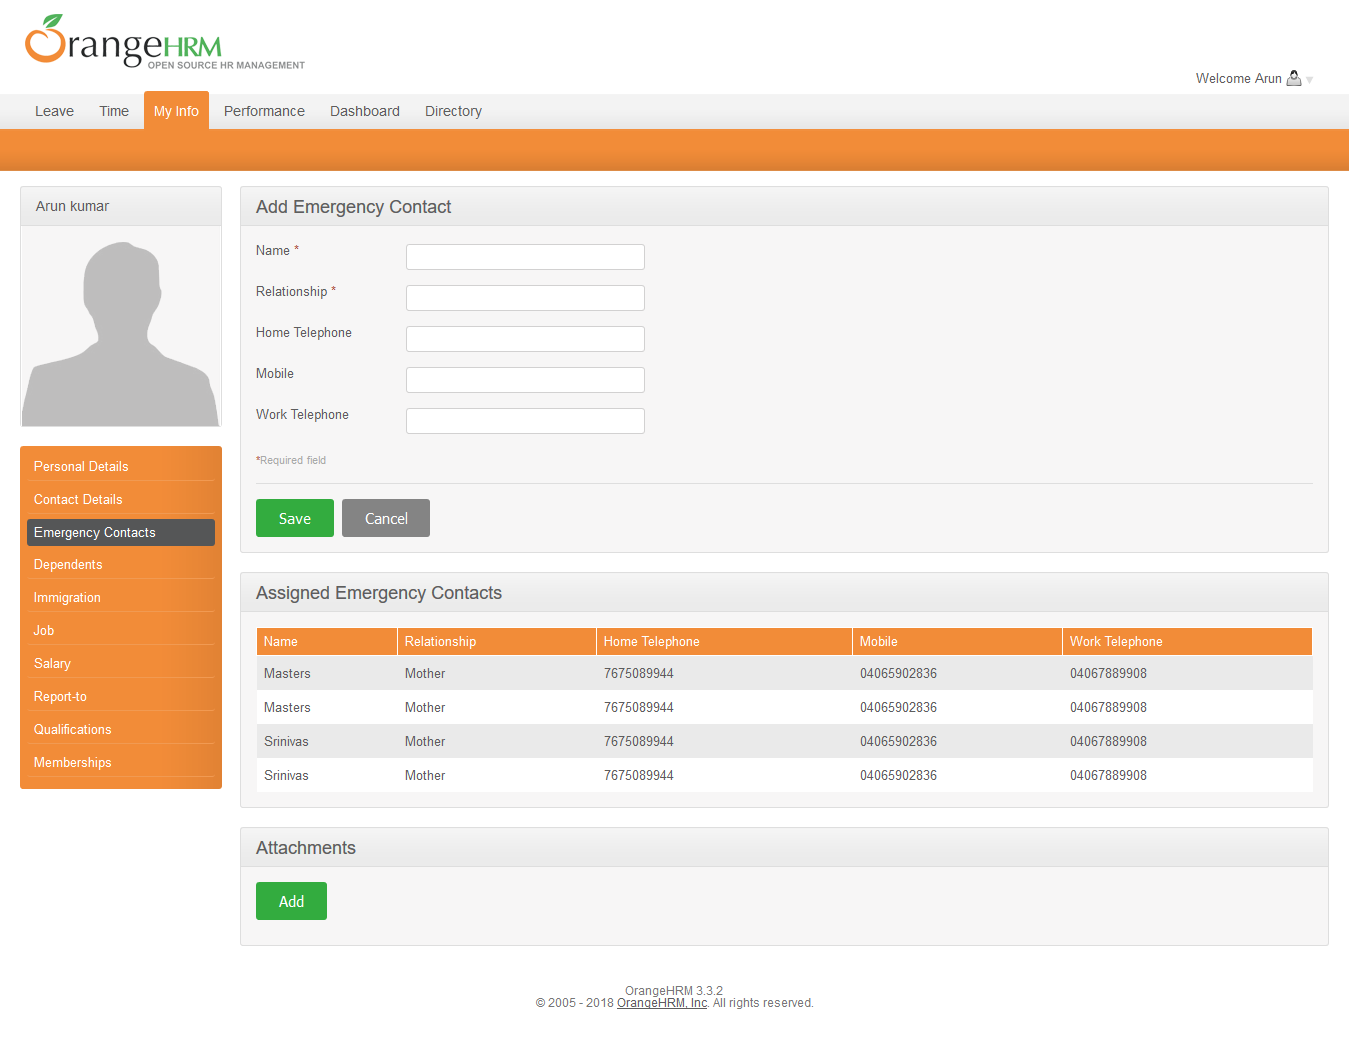 OrangeHRM
OPEN SOURCE HR MANAGEMENT
Welcome Arun
Leave Time My Info Performance Dashboard Directory
Arun kumar
Personal Details
Contact Details
Emergency Contacts
Dependents
Immigration
Job
Salary
Report-to
Qualifications
Memberships
Add Emergency Contact
Name *
Relationship *
Home Telephone
Mobile
Work Telephone
*Required field
Save Cancel
Assigned Emergency Contacts
Name Relationship Home Telephone Mobile Work Telephone
Masters Mother 7675089944 04065902836 04067889908
Masters Mother 7675089944 04065902836 04067889908
Srinivas Mother 7675089944 04065902836 04067889908
Srinivas Mother 7675089944 04065902836 04067889908
Attachments
Add
OrangeHRM 3.3.2
© 2005 - 2018 OrangeHRM, Inc. All rights reserved.